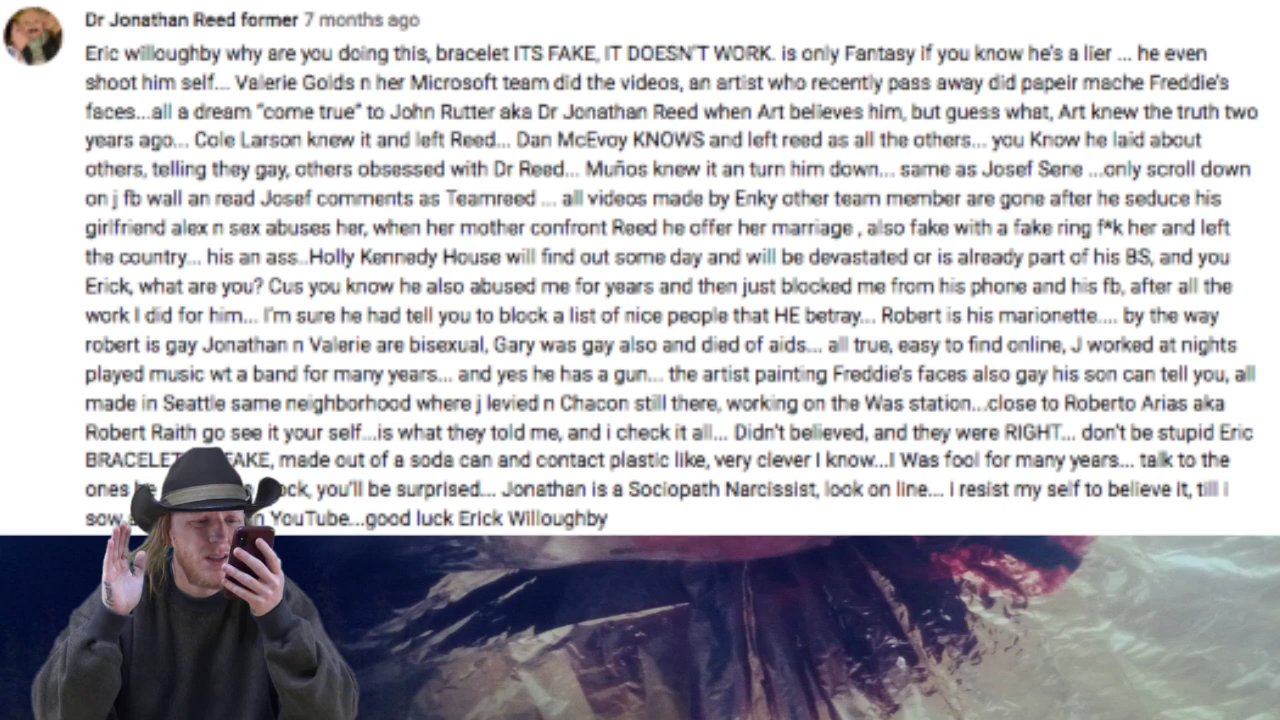 Dr Jonathan Reed former 7 months ago
Eric willoughby why are you doing this, bracelet ITS FAKE, IT DOESN'T WORK. is only Fantasy if you know he's a lier ... he even
shoot him self... Valerie Golds n her Microsoft team did the videos, an artist who recently pass away did papeir mache Freddie's
faces...all a dream "come true" to John Rutter aka Dr Jonathan Reed when Art believes him, but guess what, Art knew the truth two
years ago... Cole Larson knew it and left Reed... Dan McEvoy KNOWS and left reed as all the others... you Know he laid about
others, telling they gay, others obsessed with Dr Reed... Muños knew it an turn him down... same as Josef Sene ...only scroll down
on j fb wall an read Josef comments as Teamreed ... all videos made by Enky other team member are gone after he seduce his
girlfriend alex n sex abuses her, when her mother confront Reed he offer her marriage , also fake with a fake ring f*k her and left
the country... his an ass..Holly Kennedy House will find out some day and will be devastated or is already part of his BS, and you
Erick, what are you? Cus you know he also abused me for years and then just blocked me from his phone and his fb, after all the
work I did for him... I'm sure he had tell you to block a list of nice people that HE betray... Robert is his marionette.... by the way
robert is gay Jonathan n Valerie are bisexual, Gary was gay also and died of aids... all true, easy to find online, J worked at nights
played music wt a band for many years... and yes he has a gun... the artist painting Freddie's faces also gay his son can tell you, all
made in Seattle same neighborhood where j levied n Chacon still there, working on the Was station...close to Roberto Arias aka
Robert Raith go see it your self...is what they told me, and i check it all... Didn't believed, and they were RIGHT... don't be stupid Eric
BRACELET FAKE, made out of a soda can and contact plastic like, very clever I know...I Was fool for many years... talk to the
ones ock, you'll be surprised... Jonathan is a Sociopath Narcissist, look on line... I resist my self to believe it, till i
sow YouTube...good luck Erick Willoughby